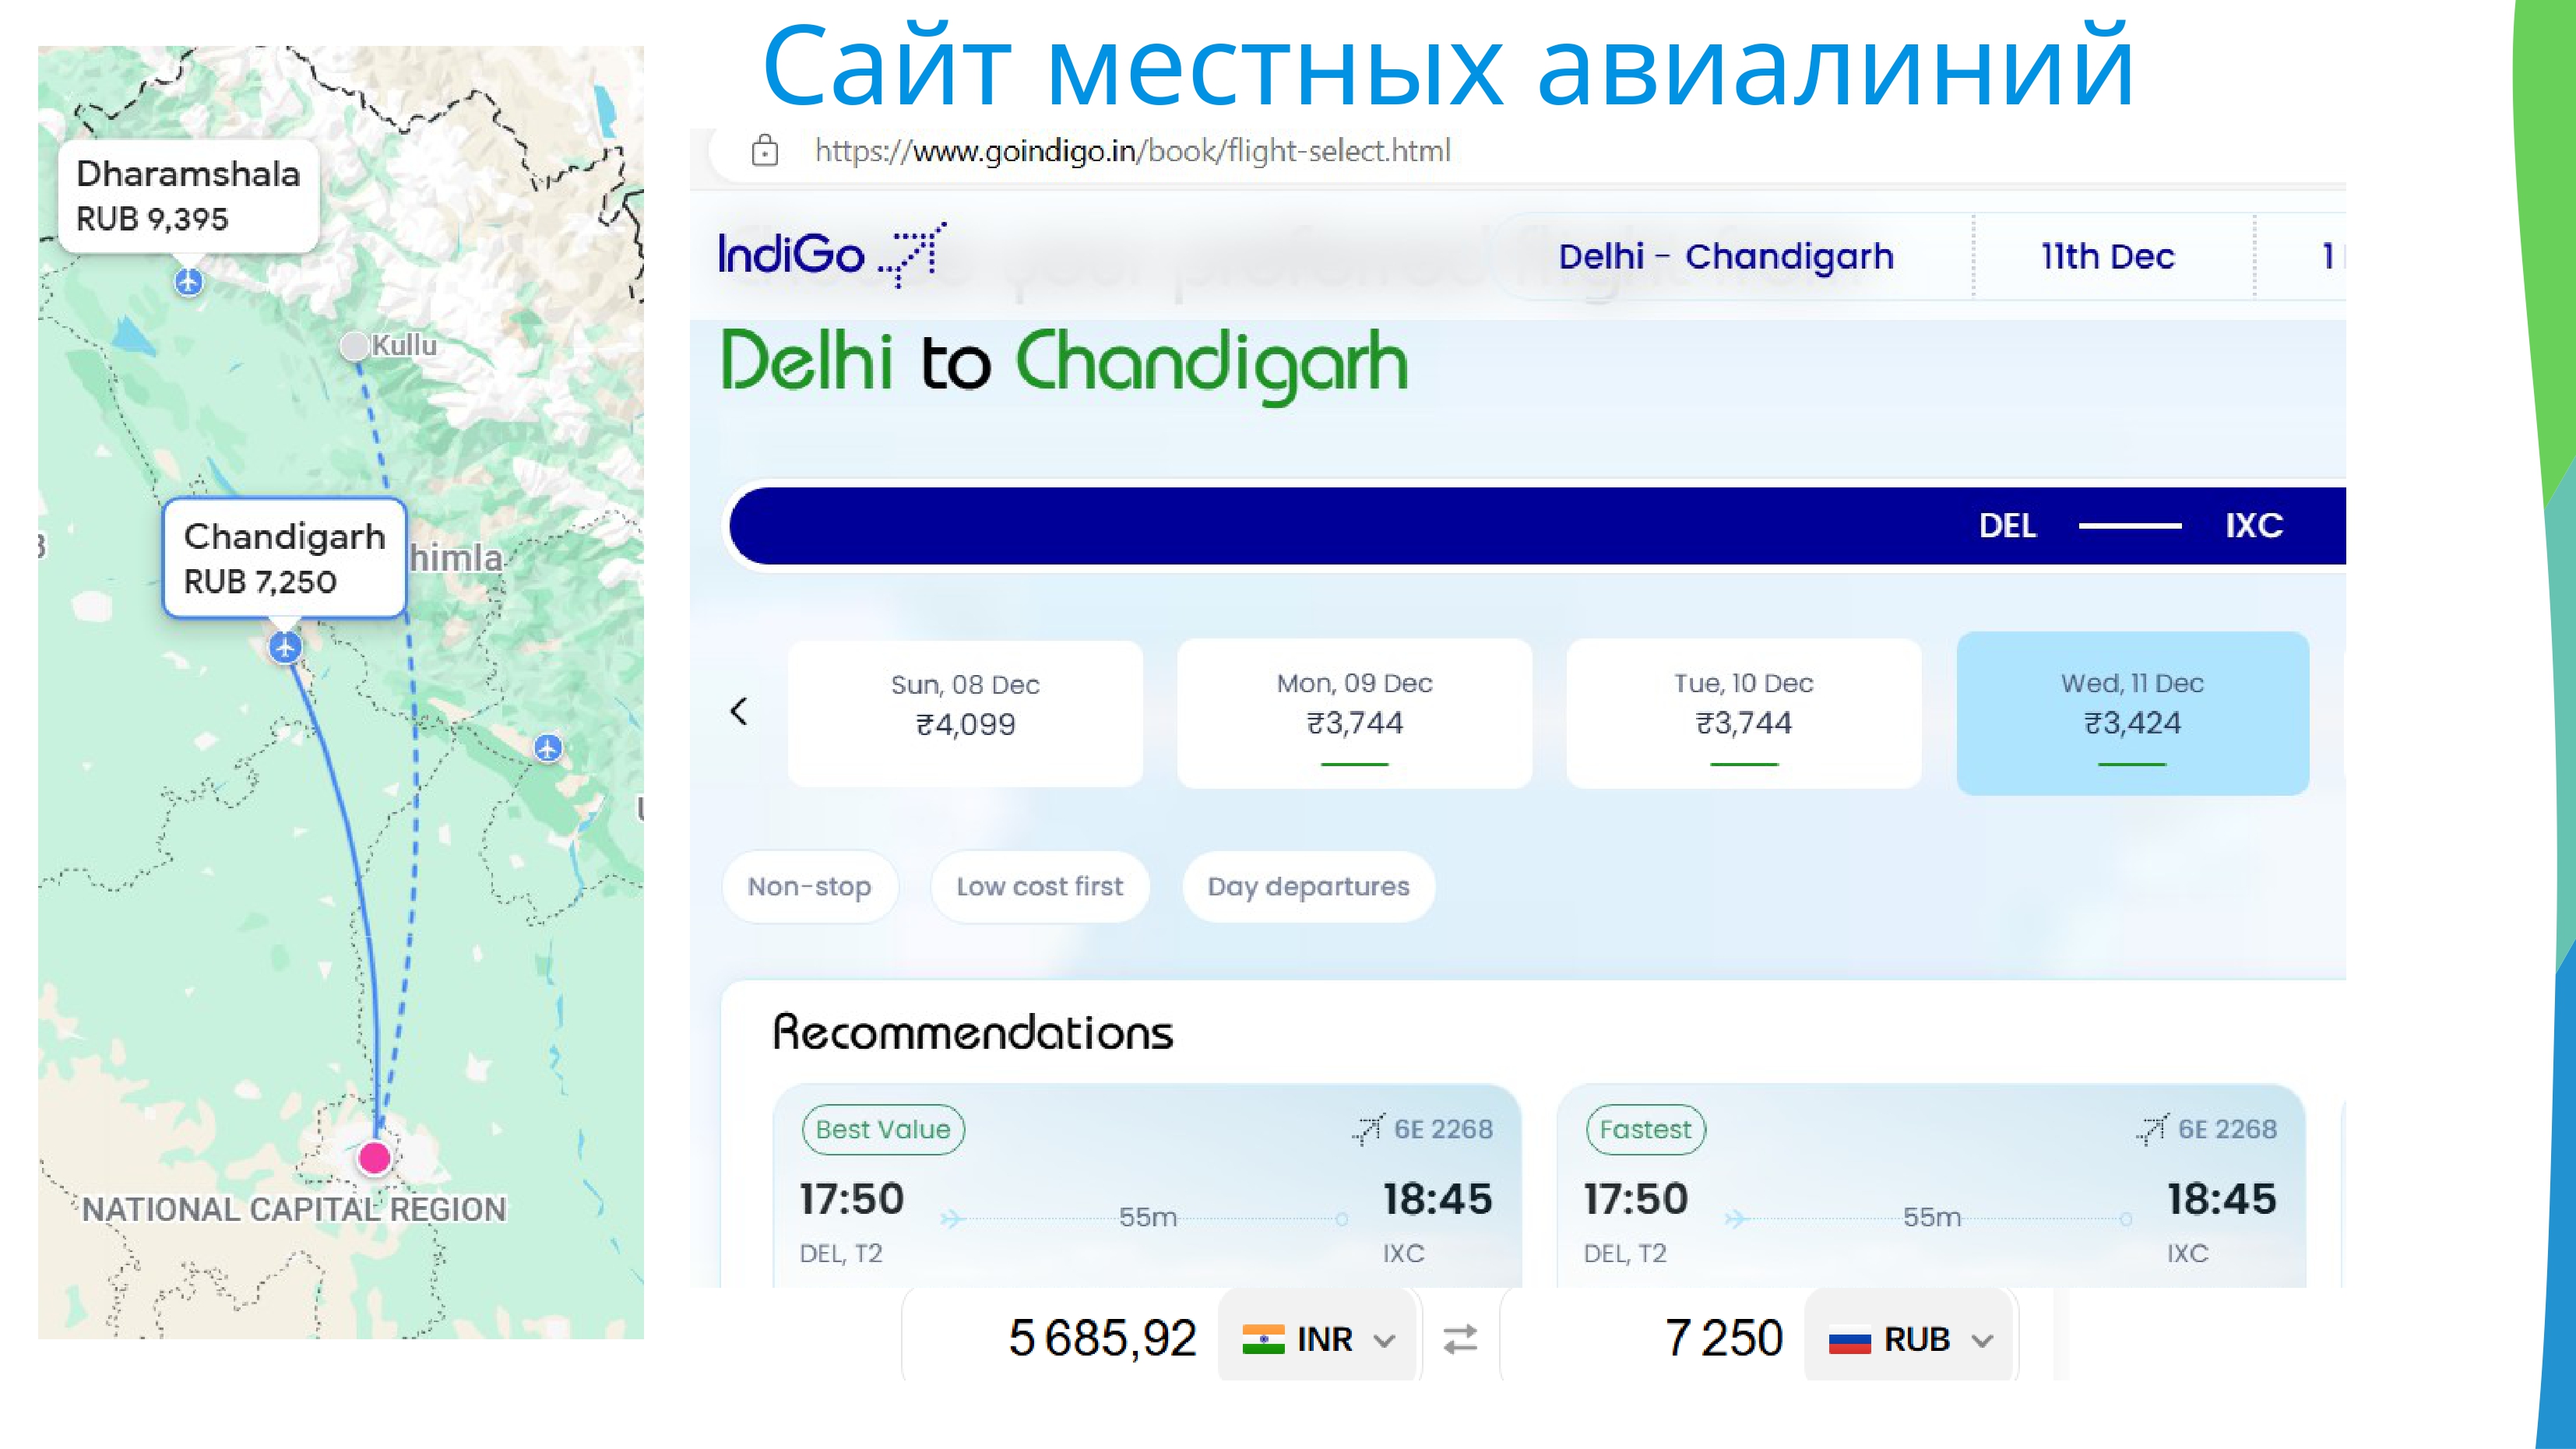 Сайт местных авиалиний
Dharamshala
RUB 9,395
Kullu
Chandigarh
RUB 7,250
himla
NATIONAL CAPITAL REGION
https://www.goindigo.in/book/flight-select.html
IndiGo
Delhi - Chandigarh
11th Dec
1
Delhi to Chandigarh
DEL
IXC
Sun, 08 Dec
₹4,099
Mon, 09 Dec
₹3,744
Tue, 10 Dec
₹3,744
Wed, 11 Dec
₹3,424
Non-stop
Low cost first
Day departures
Recommendations
Best Value
6E 2268
17:50
55m
18:45
DEL, T2
IXC
Fastest
6E 2268
17:50
55m
18:45
DEL, T2
IXC
5 685,92
INR
7 250
RUB